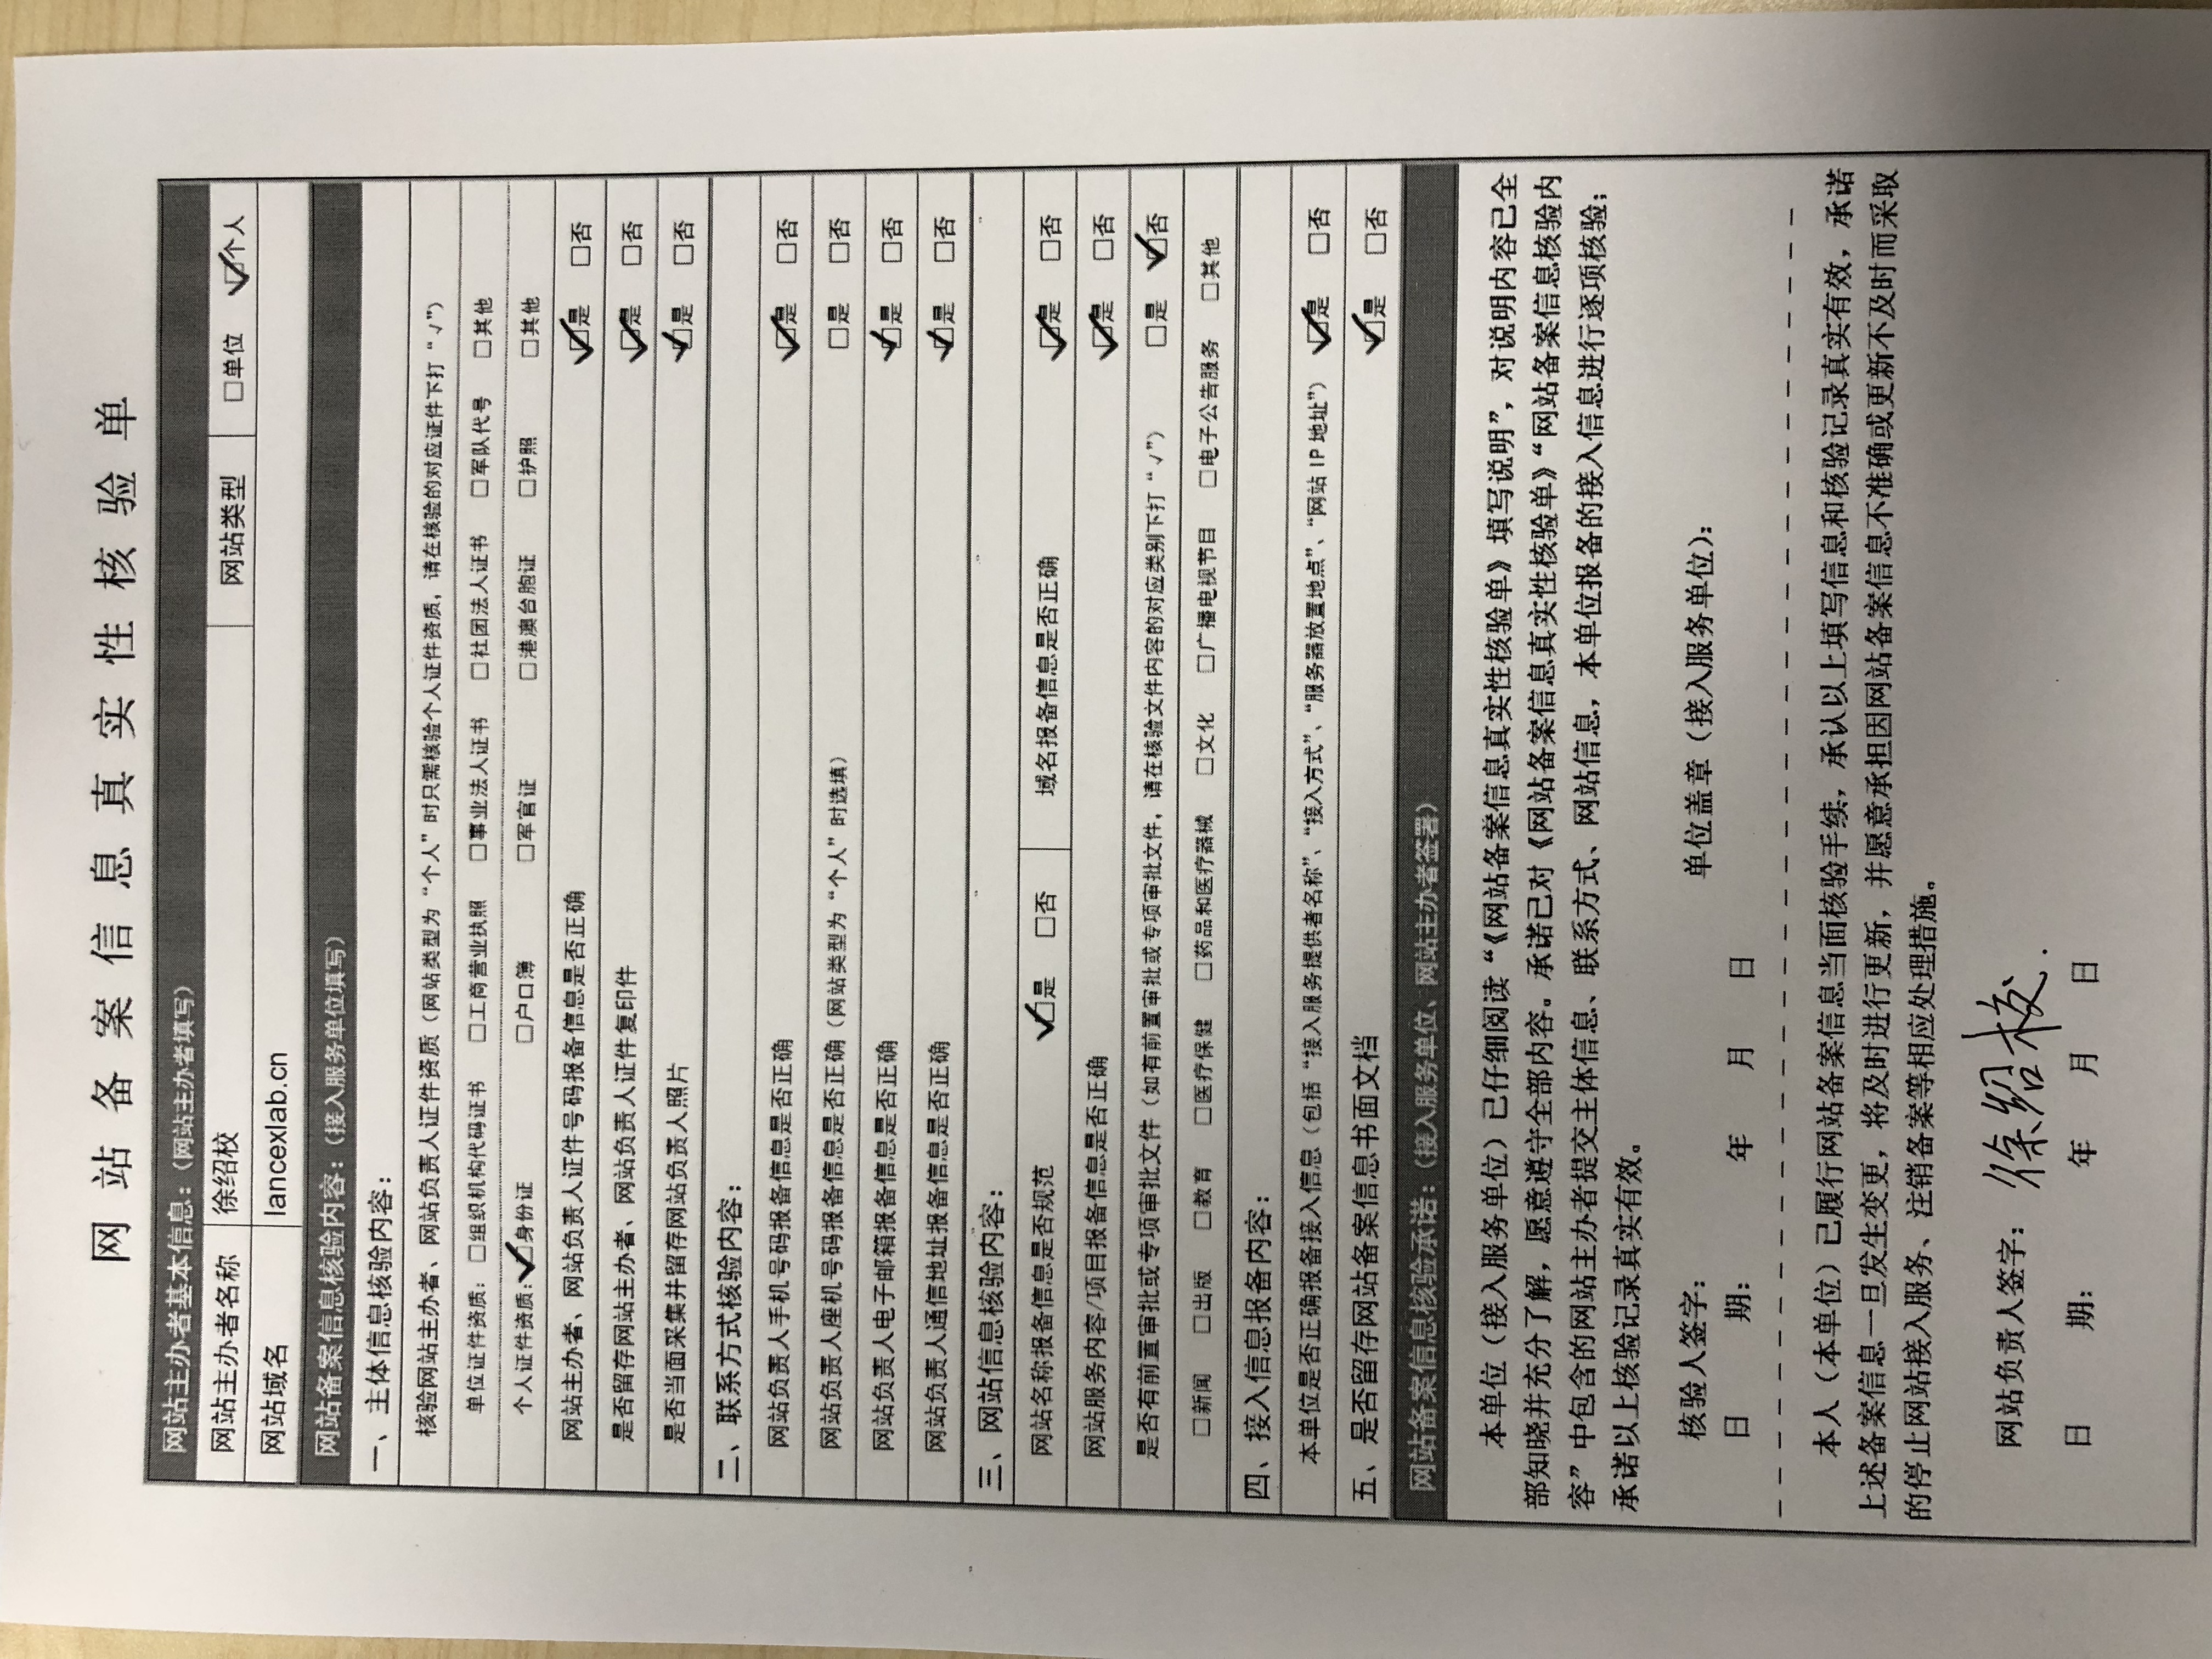 网站备案信息真实性核验单
网站主办者基本信息：（网站主办者填写）
网站主办者名称 徐绍校 网站类型 □单位 ☑个人
网站域名 lancexlab.cn
网站备案信息核验内容：（接入服务单位填写）
一、主体信息核验内容：
核验网站主办者、网站负责人证件资质（网站类型为“个人”时只需核验个人证件资质，请在核验的对应证件下打“√”）
单位证件资质： □组织机构代码证书 □工商营业执照 □事业法人证书 □社团法人证书 □军队代号 □其他
个人证件资质： ☑身份证 □户口簿 □军官证 □港澳台胞证 □护照 □其他
网站主办者、网站负责人证件号码报备信息是否正确 ☑是 □否
是否留存网站主办者、网站负责人证件复印件 ☑是 □否
是否当面采集并留存网站负责人照片 ☑是 □否
二、联系方式核验内容：
网站负责人手机号码报备信息是否正确 ☑是 □否
网站负责人座机号码报备信息是否正确（网站类型为“个人”时选填） □是 □否
网站负责人电子邮箱报备信息是否正确 ☑是 □否
网站负责人通信地址报备信息是否正确 ☑是 □否
三、网站信息核验内容：
网站名称报备信息是否规范 ☑是 □否 域名报备信息是否正确 ☑是 □否
网站服务内容/项目报备信息是否正确 ☑是 □否
是否有前置审批或专项审批文件（如有前置审批或专项审批文件，请在核验文件内容的对应类别下打“√”） □是 ☑否
□新闻 □出版 □教育 □医疗保健 □药品和医疗器械 □文化 □广播电视节目 □电子公告服务 □其他
四、接入信息报备内容：
本单位是否正确报备接入信息（包括“接入服务提供者名称”、“接入方式”、“服务器放置地点”、“网站 IP 地址”） ☑是 □否
五、是否留存网站备案信息书面文档 ☑是 □否
网站备案信息核验承诺：（接入服务单位、网站主办者签署）
本单位（接入服务单位）已仔细阅读“《网站备案信息真实性核验单》填写说明”，对说明内容已全
部知晓并充分了解，愿意遵守全部内容。承诺已对《网站备案信息真实性核验单》“网站备案信息核验内
容”中包含的网站主办者提交主体信息、联系方式、网站信息，本单位报备的接入信息进行逐项核验；
承诺以上核验记录真实有效。
核验人签字： 单位盖章（接入服务单位）：
日 期： 年 月 日
本人（本单位）已履行网站备案信息当面核验手续，承认以上填写信息和核验记录真实有效，承诺
上述备案信息一旦发生变更，将及时进行更新，并愿意承担因网站备案信息不准确或更新不及时而采取
的停止网站接入服务、注销备案等相应处理措施。
网站负责人签字： 徐绍校.
日 期： 年 月 日